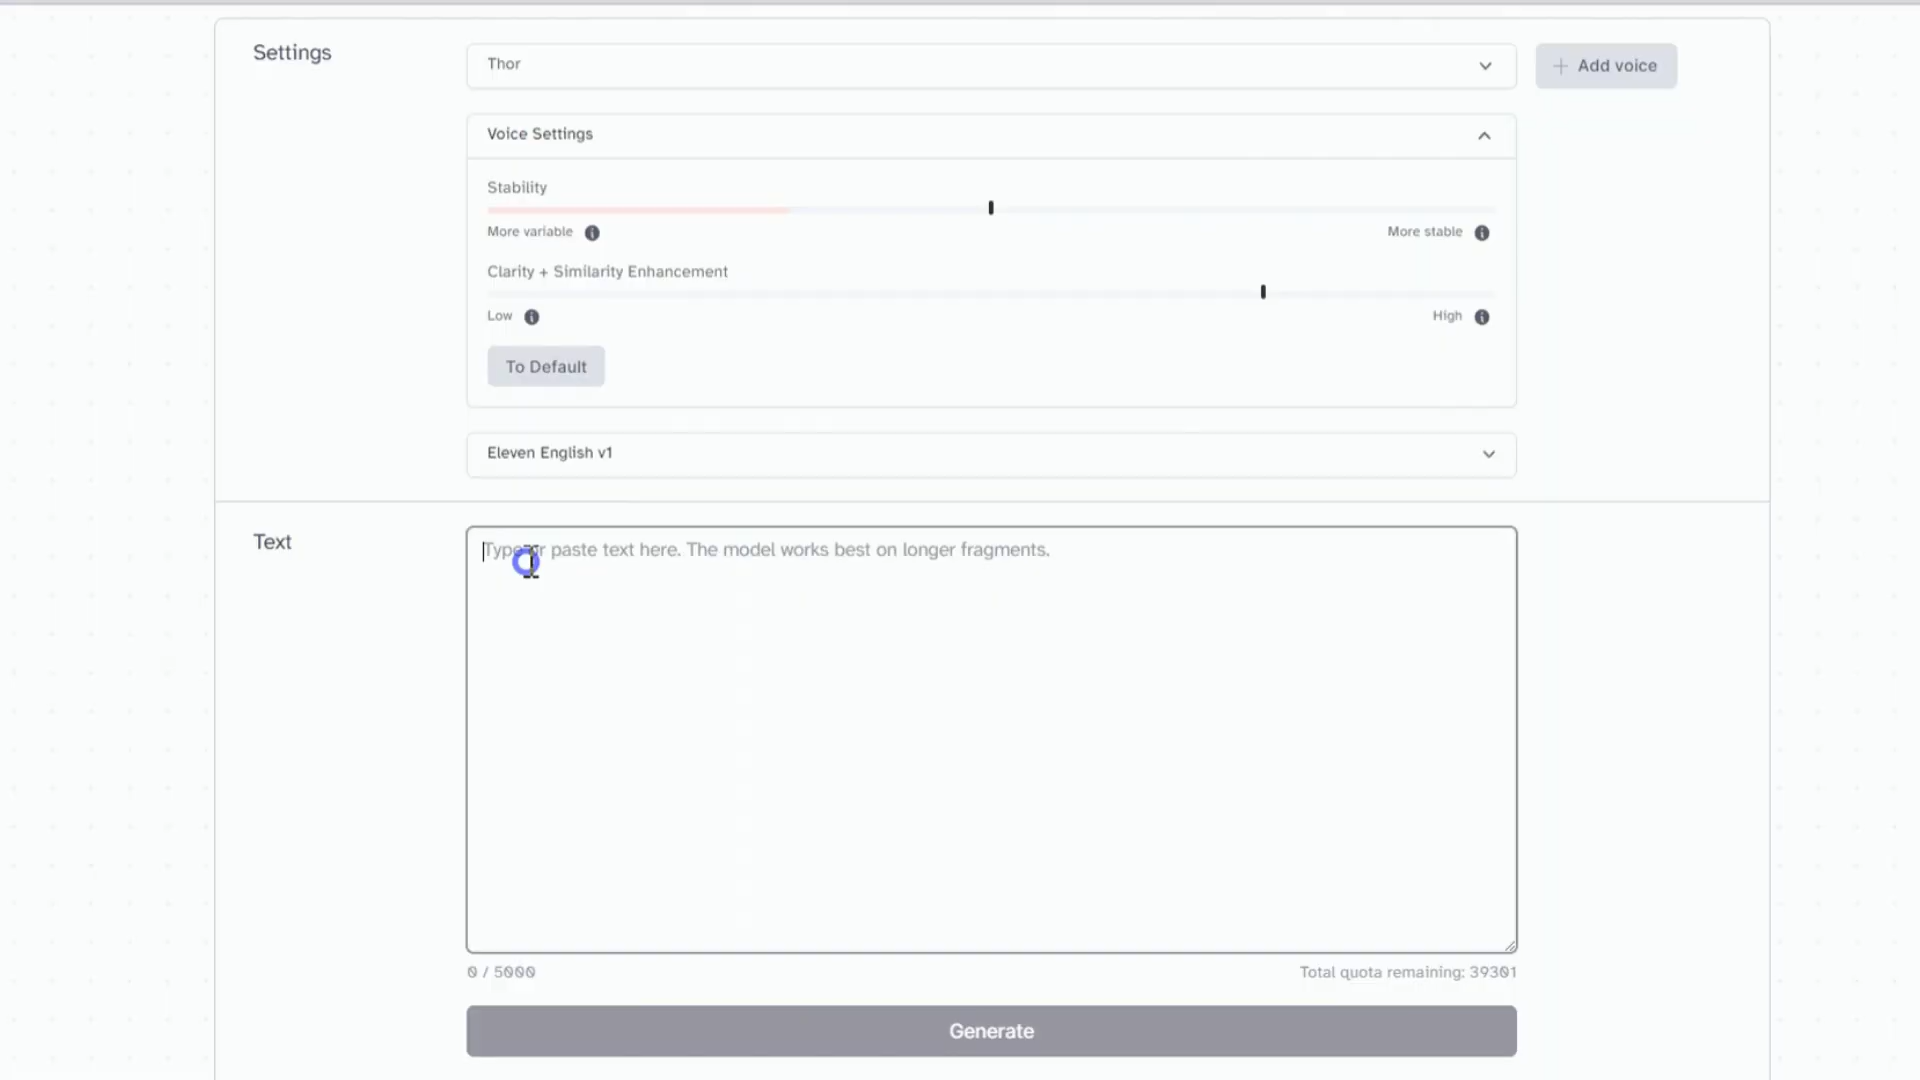 Settings
Thor
Add voice
Voice Settings
Stability
More variable
More stable
Clarity + Similarity Enhancement
Low
High
To Default
Eleven English v1
Text
Type or paste text here. The model works best on longer fragments.
0 / 5000
Total quota remaining: 39301
Generate